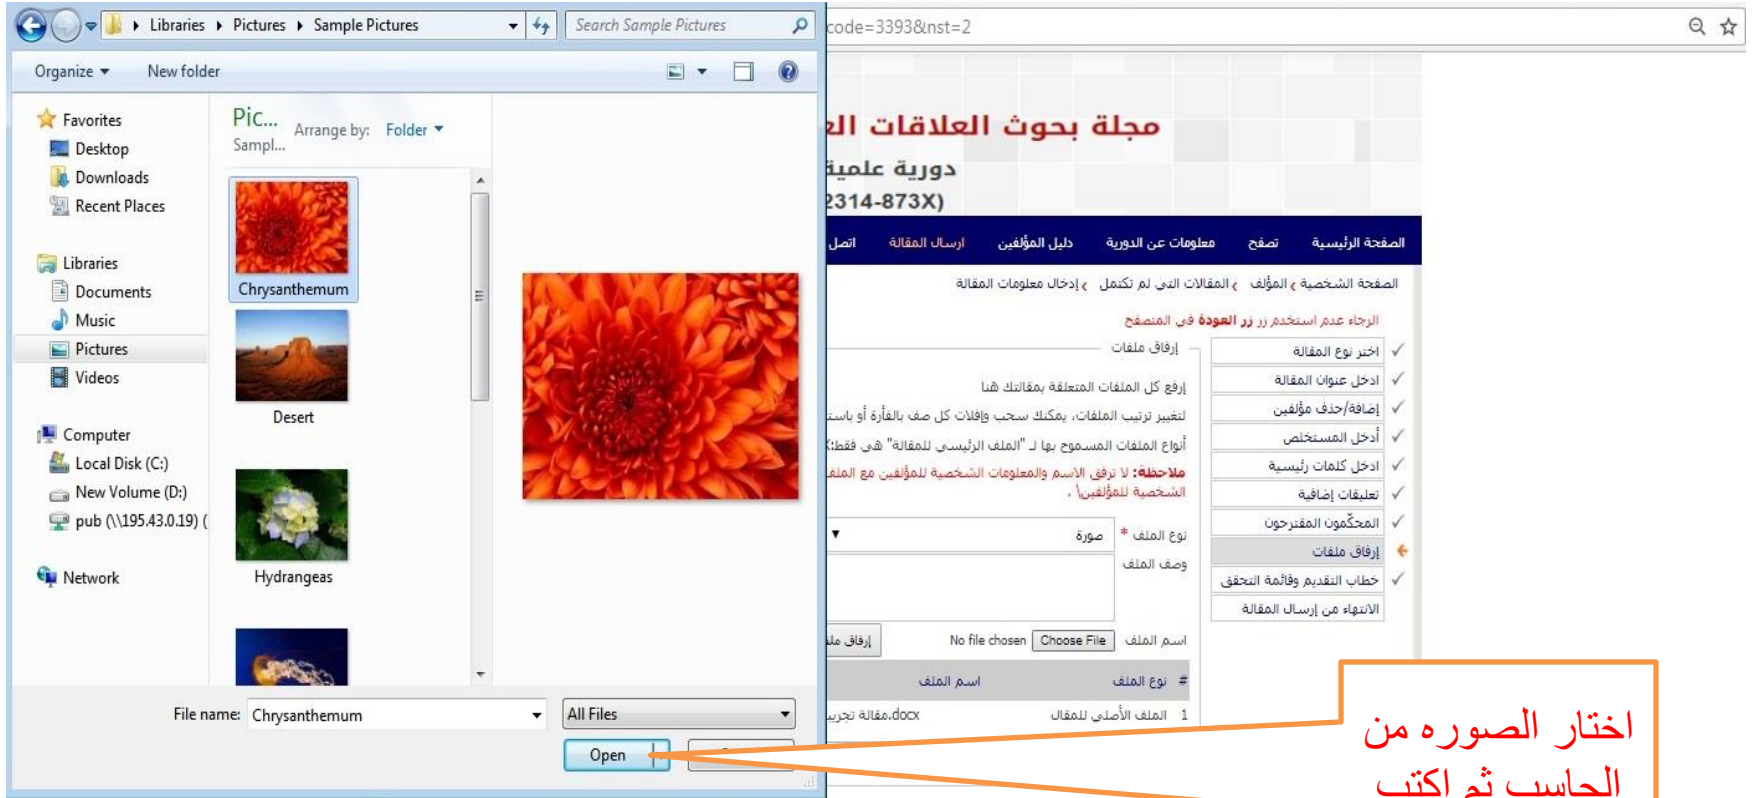 Libraries Pictures Sample Pictures
Search Sample Pictures
Organize New folder
Favorites
Desktop
Downloads
Recent Places
Libraries
Documents
Music
Pictures
Videos
Computer
Local Disk (C:)
New Volume (D:)
pub (\\195.43.0.19) (
Network
Pic...
Sampl...
Arrange by: Folder
Chrysanthemum
Desert
Hydrangeas
File name: Chrysanthemum
All Files
Open
code=3393&nst=2
مجلة بحوث العلاقات
دورية علمية
2314-873X)
الصفحة الرئيسية تصفح معلومات عن الدورية دليل المؤلفين ارسال المقالة اتصل
الصفحة الشخصية المؤلف المقالات التي لم تكتمل إدخال معلومات المقالة
الرجاء عدم استخدم زر زر العودة في المتصفح
اختر نوع المقالة
ادخل عنوان المقالة
إضافة/حذف مؤلفين
أدخل المستخلص
ادخل كلمات رئيسية
تعليقات إضافية
المحكّمون المقترحون
إرفاق ملفات
خطاب التقديم وقائمة التحقق
الانتهاء من إرسال المقالة
إرفاق ملفات
إرفع كل الملفات المتعلقة بمقالتك هنا
لتغيير ترتيب الملفات، يمكنك سحب وإفلات كل صف بالفأرة أو
أنواع الملفات المسموح بها لـ "الملف الرئيسي للمقالة" هي فقط:
ملاحظة: لا ترفق الاسم والمعلومات الشخصية للمؤلفين مع
الشخصية للمؤلفين\ .
نوع الملف * صورة
وصف الملف
اسم الملف Choose File No file chosen إرفاق
# نوع الملف اسم الملف
1 الملف الأصلي للمقال مقالة .docx
اختار الصوره من
الحاسب ثم اكتب